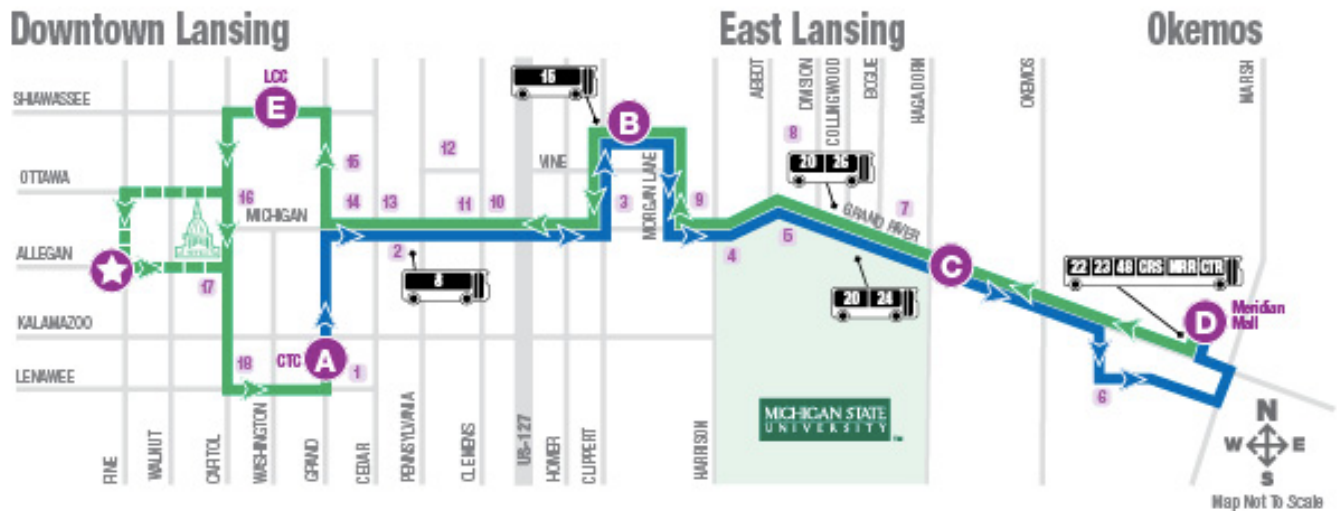 Downtown Lansing
East Lansing
Okemos
LCC
SHIAWASSEE
E
15
B
ABBOT
DIVISION
COLLINGWOOD
BOGUE
HAGADORN
OKEMOS
MARSH
8
12
15
VINE
20 26
OTTAWA
16
MICHIGAN
14
13
11
10
3
MORGAN LANE
9
GRAND RIVER
7
2
4
5
C
ALLEGAN
17
8
20 24
22 23 48 CRS MRR CTR
D
Meridian
Mall
KALAMAZOO
CTC
A
18
1
LENAWEE
6
MICHIGAN STATE
UNIVERSITY
PINE
WALNUT
CAPITOL
WASHINGTON
GRAND
CEDAR
PENNSYLVANIA
CLEMENS
US-127
HOMER
CLIPPERT
HARRISON
N
W
E
S
Map Not To Scale